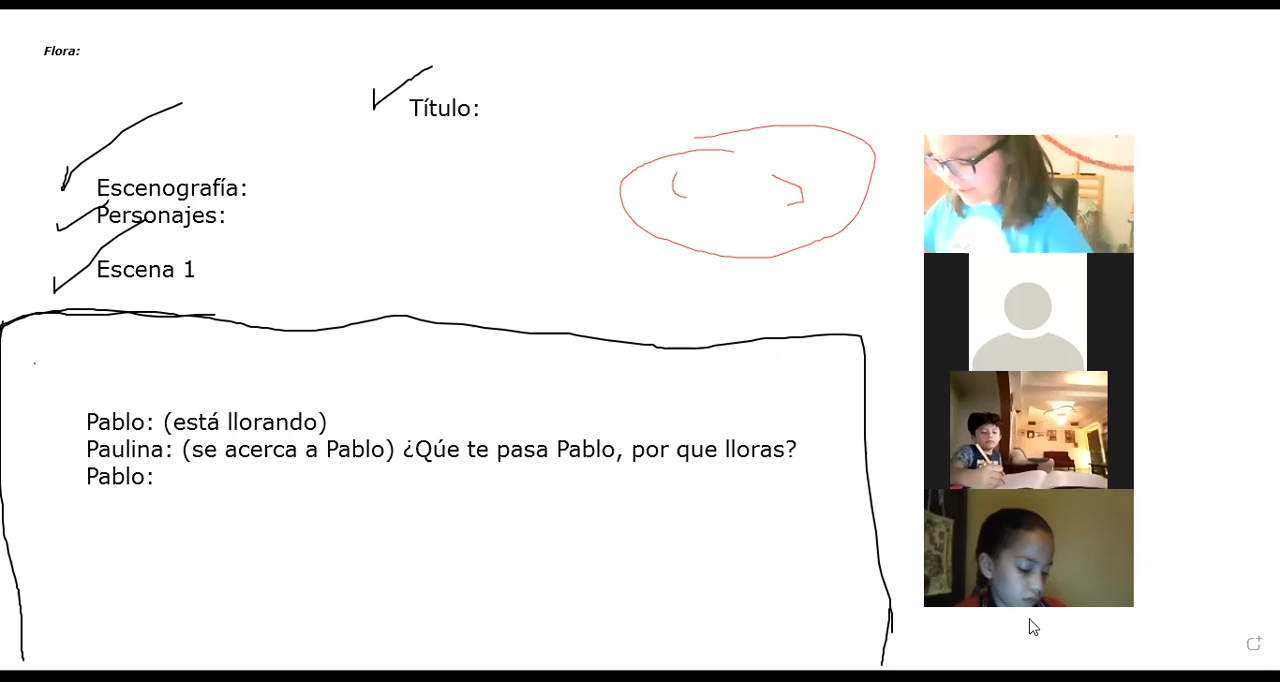 Flora:
Título:
Escenografía:
Personajes:
Escena 1
Pablo: (está llorando)
Paulina: (se acerca a Pablo) ¿Qúe te pasa Pablo, por que lloras?
Pablo: